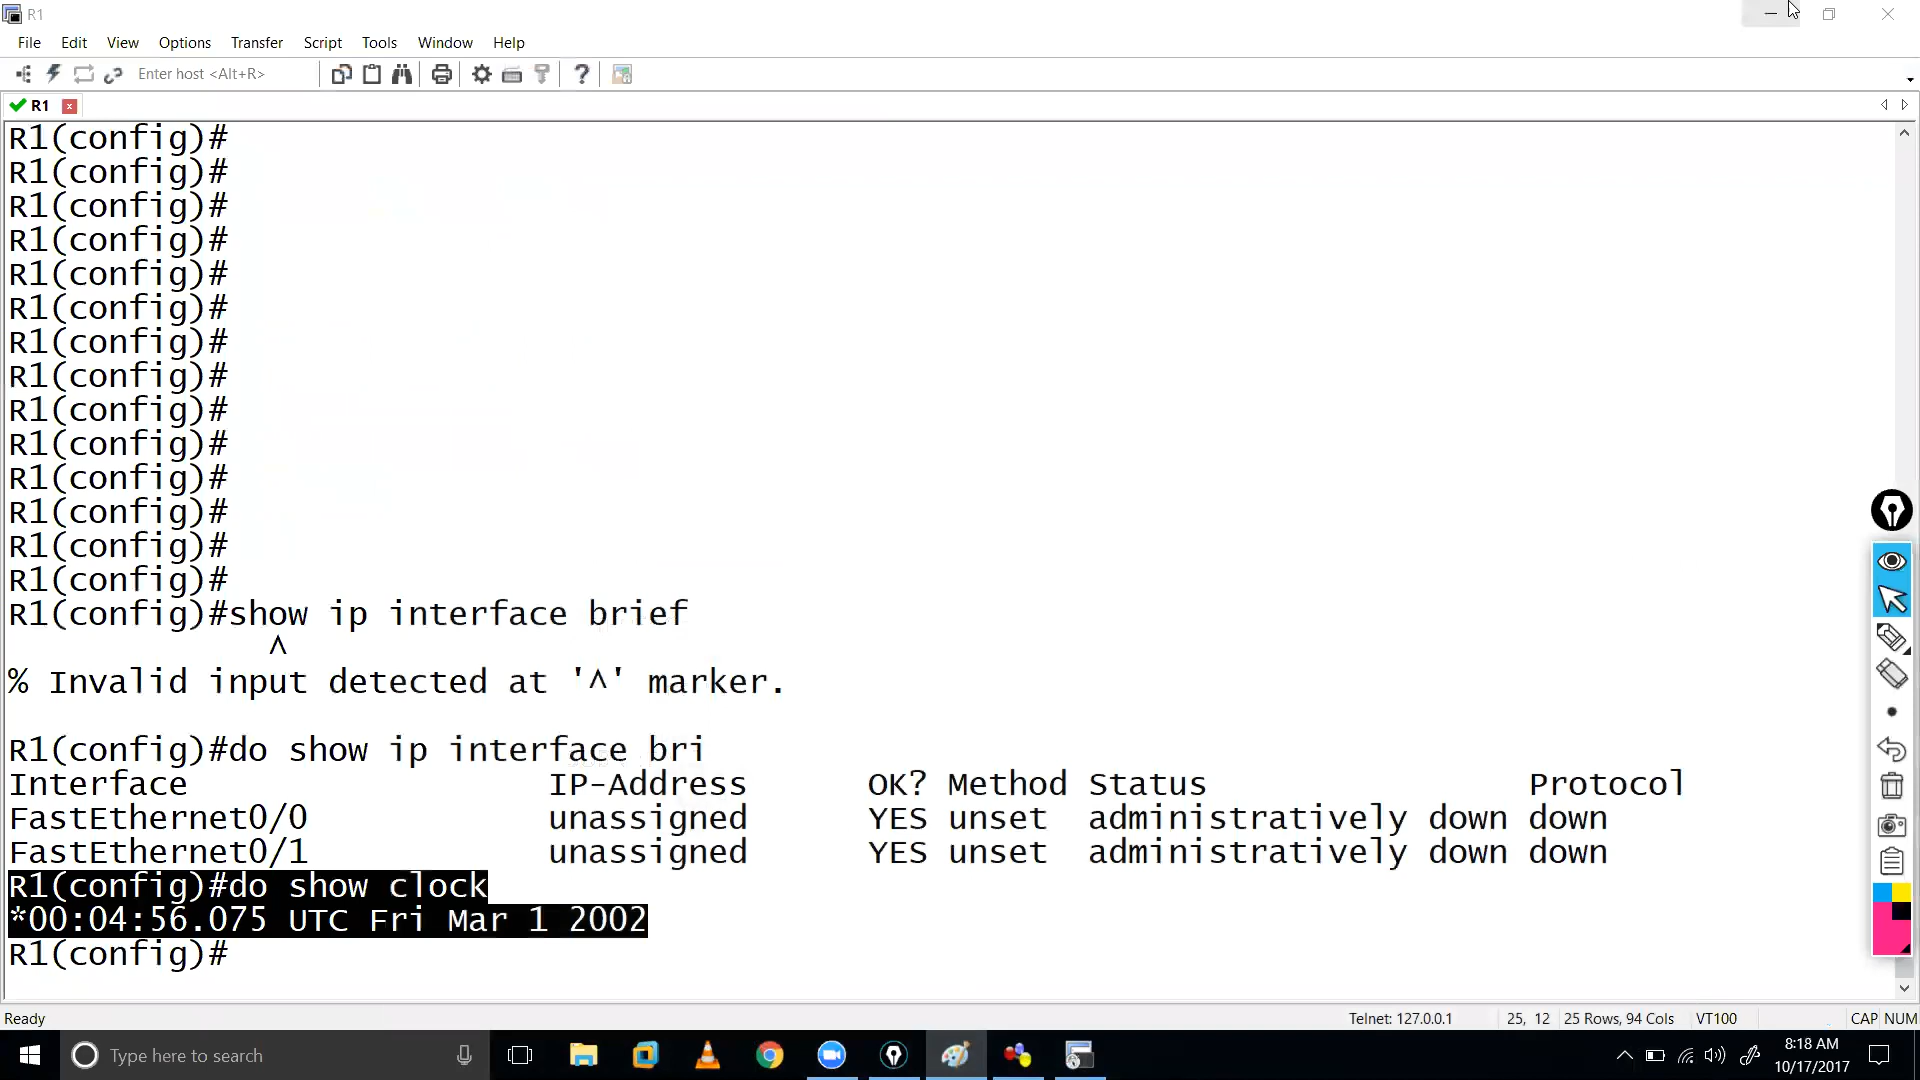 R1
File Edit View Options Transfer Script Tools Window Help
Enter host <Alt+R>
R1
R1(config)#
R1(config)#
R1(config)#
R1(config)#
R1(config)#
R1(config)#
R1(config)#
R1(config)#
R1(config)#
R1(config)#
R1(config)#
R1(config)#
R1(config)#
R1(config)#
R1(config)#show ip interface brief
^
% Invalid input detected at '^' marker.
R1(config)#do show ip interface bri
Interface IP-Address OK? Method Status Protocol
FastEthernet0/0 unassigned YES unset administratively down down
FastEthernet0/1 unassigned YES unset administratively down down
R1(config)#do show clock
*00:04:56.075 UTC Fri Mar 1 2002
R1(config)#
Ready Telnet: 127.0.0.1 25, 12 25 Rows, 94 Cols VT100 CAP NUM
Type here to search
8:18 AM
10/17/2017